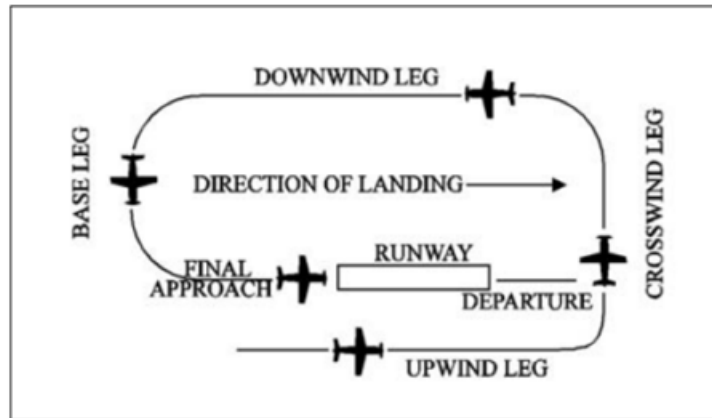 DOWNWIND LEG
BASE LEG
CROSSWIND LEG
DIRECTION OF LANDING
RUNWAY
FINAL
APPROACH
DEPARTURE
UPWIND LEG